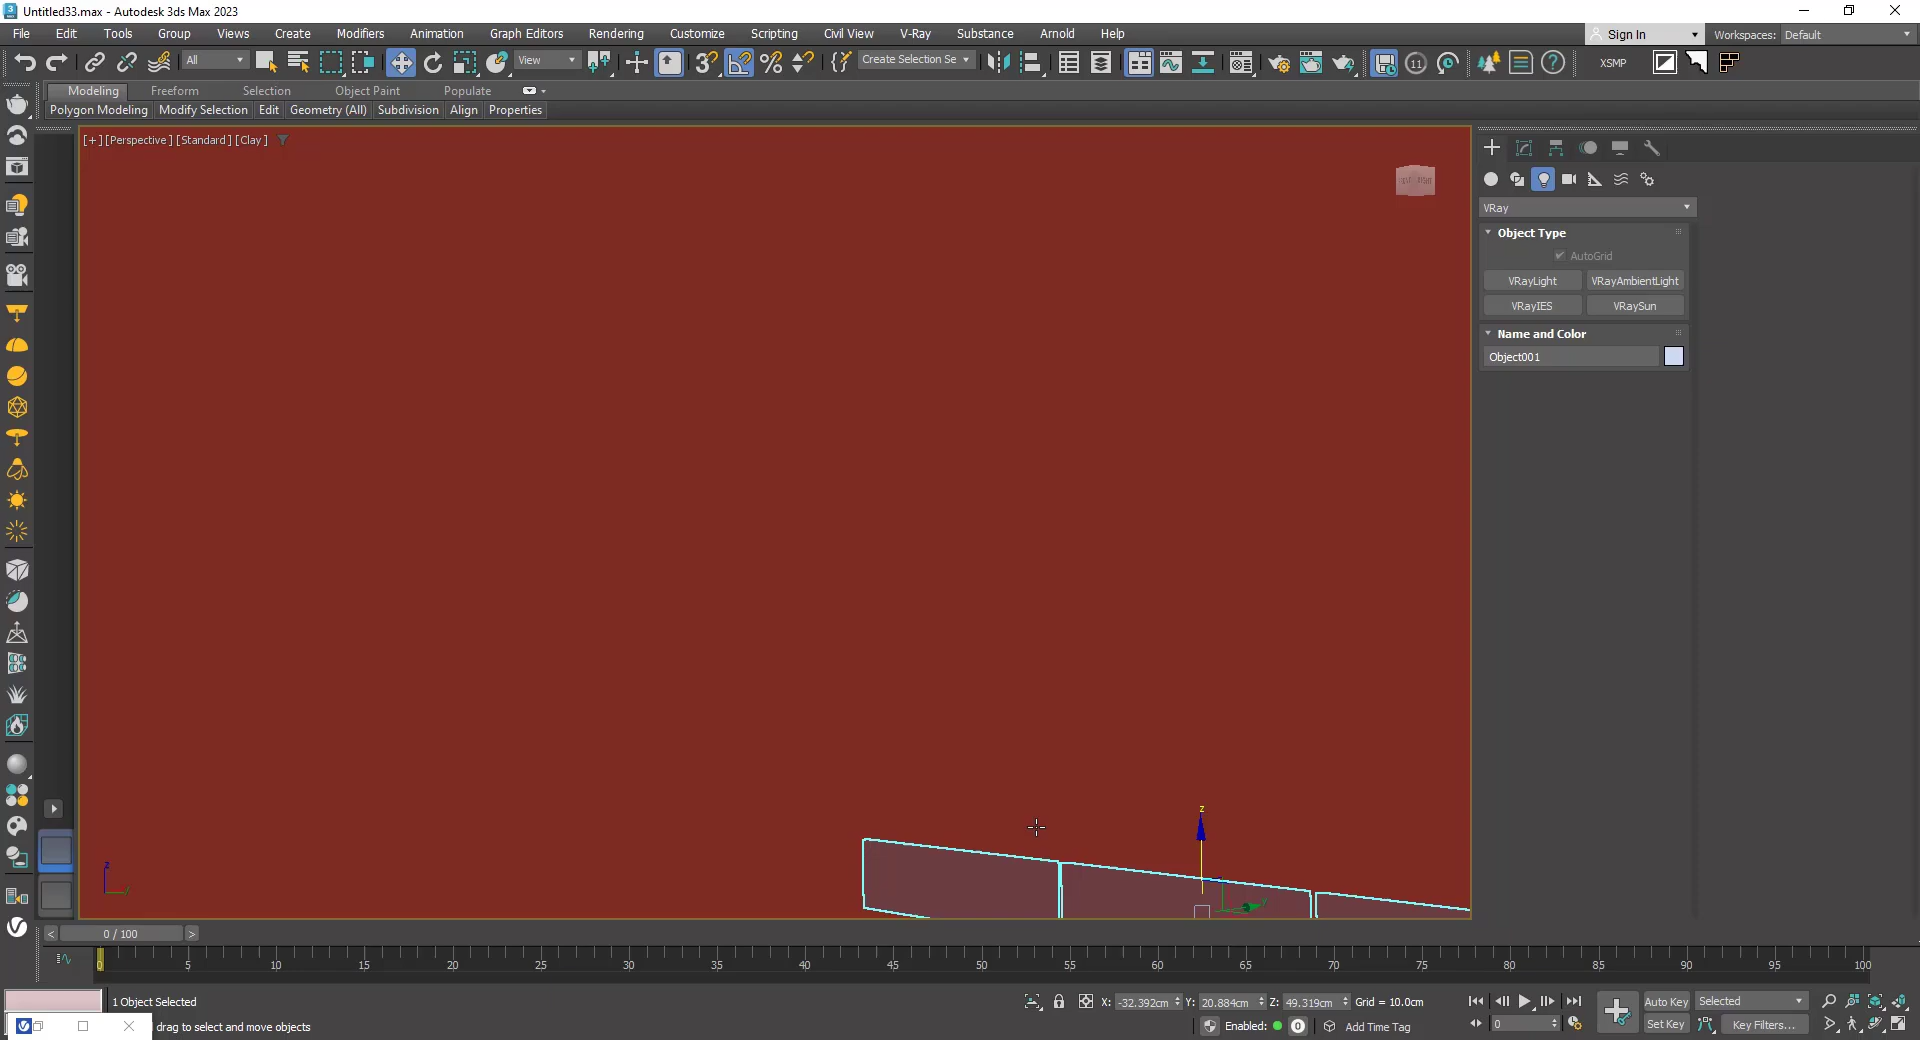 Untitled33.max - Autodesk 3ds Max 2023
File Edit Tools Group Views Create Modifiers Animation Graph Editors Rendering Customize Scripting Civil View V-Ray Substance Arnold Help
Sign In Workspaces: Default
All View Create Selection Se XSMP
Modeling Freeform Selection Object Paint Populate
Polygon Modeling Modify Selection Edit Geometry (All) Subdivision Align Properties
[+] [Perspective] [Standard] [Clay]
VRay
Object Type
AutoGrid
VRayLight VRayAmbientLight
VRayIES VRaySun
Name and Color
Object001
z
z
y
0 / 100
0 5 10 15 20 25 30 35 40 45 50 55 60 65 70 75 80 85 90 95 100
1 Object Selected
X: -32.392cm Y: 20.884cm Z: 49.319cm Grid = 10.0cm
Auto Key Selected
drag to select and move objects
Enabled: 0 Add Time Tag
0 Set Key Key Filters...